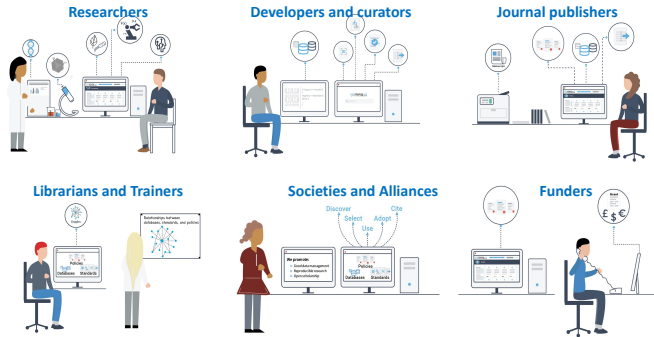 Researchers
Developers and curators
Journal publishers
Librarians and Trainers
Relationships between
databases, standards, and policies
Policies
Databases Standards
Societies and Alliances
Discover
Select
Use
Adopt
Cite
We promote:
Good data management
Reproducible research
Open scholarship
Policies
Databases Standards
Funders
£ $ €